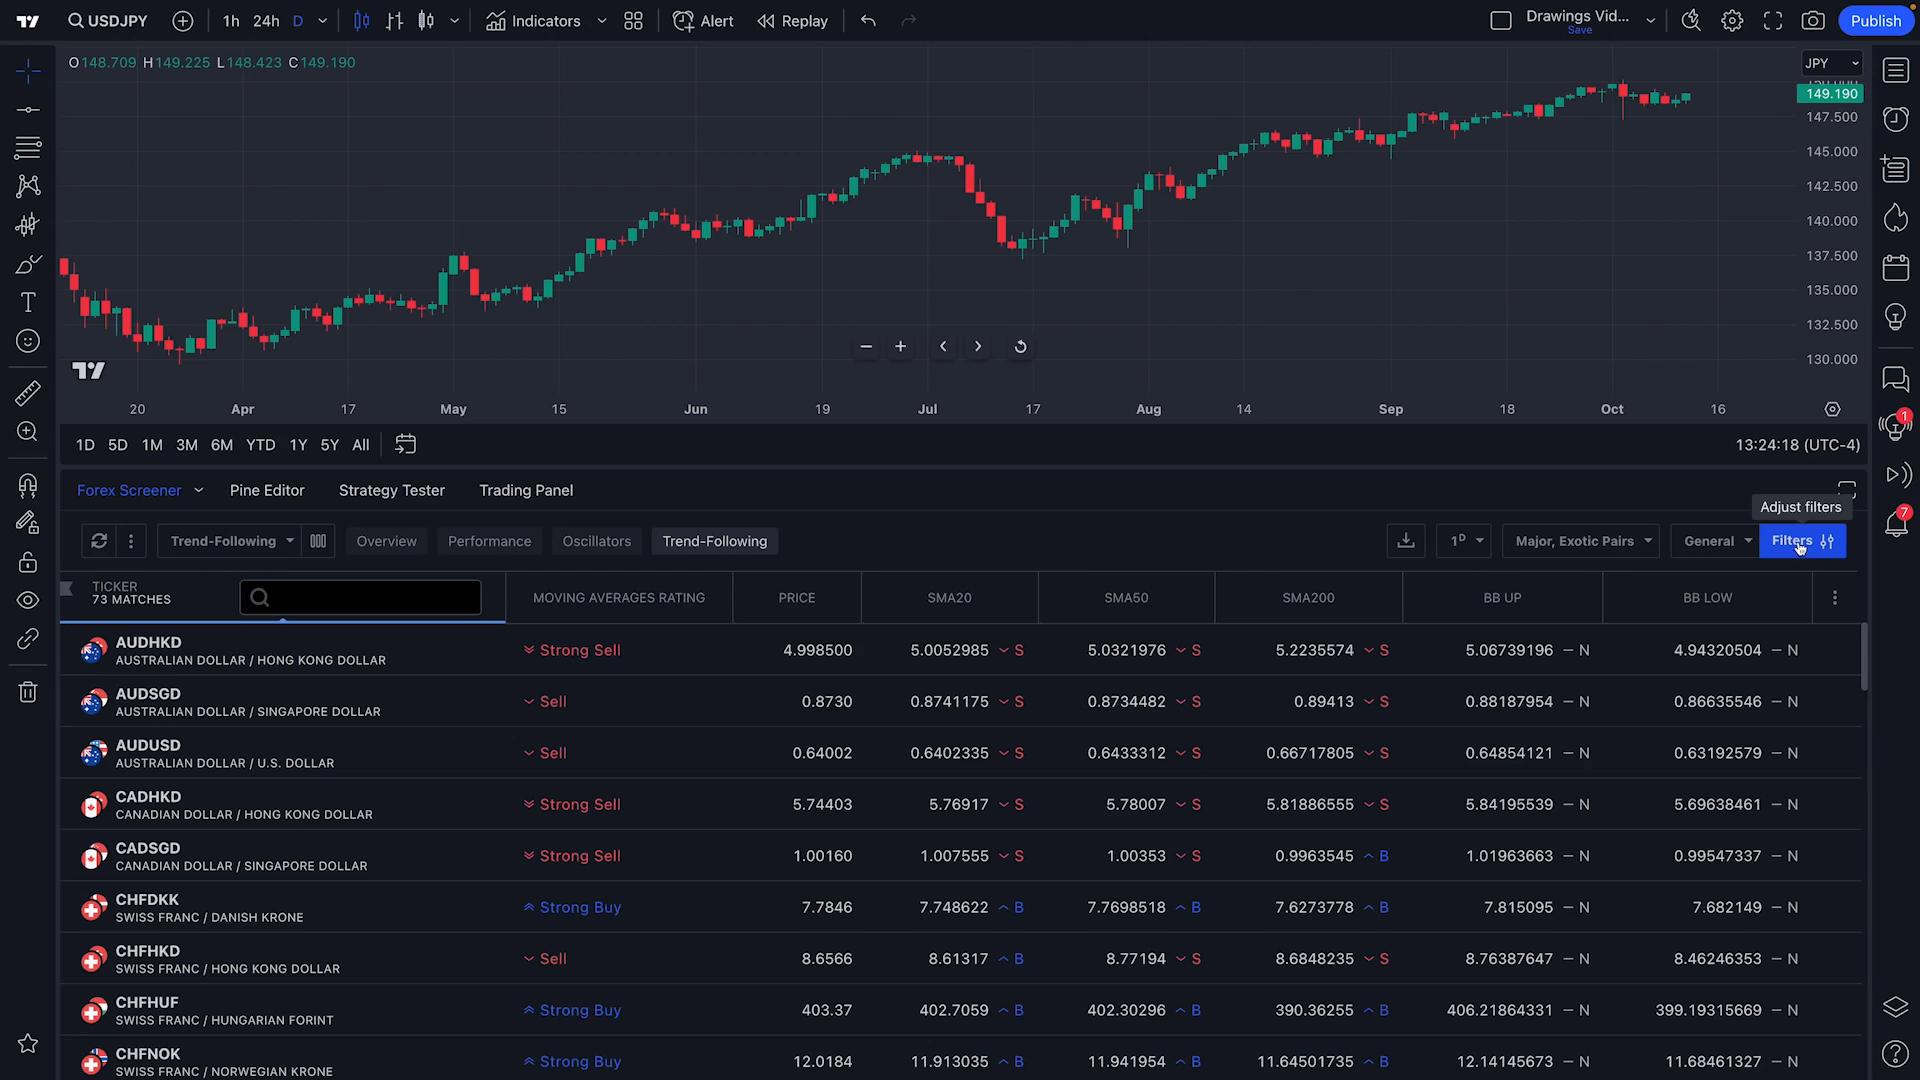 USDJPY 1h 24h D Indicators Alert Replay Drawings Vid... Publish
Save
O148.709 H149.225 L148.423 C149.190
JPY
149.190
147.500
145.000
142.500
140.000
137.500
135.000
132.500
130.000
20 Apr 17 May 15 Jun 19 Jul 17 Aug 14 Sep 18 Oct 16
1D 5D 1M 3M 6M YTD 1Y 5Y All 13:24:18 (UTC-4)
1
7
Forex Screener Pine Editor Strategy Tester Trading Panel
Adjust filters
Trend-Following Overview Performance Oscillators Trend-Following 1D Major, Exotic Pairs General Filters
TICKER
73 MATCHES
MOVING AVERAGES RATING PRICE SMA20 SMA50 SMA200 BB UP BB LOW
AUDHKD
AUSTRALIAN DOLLAR / HONG KONG DOLLAR
Strong Sell 4.998500 5.0052985 S 5.0321976 S 5.2235574 S 5.06739196 — N 4.94320504 — N
AUDSGD
AUSTRALIAN DOLLAR / SINGAPORE DOLLAR
Sell 0.8730 0.8741175 S 0.8734482 S 0.89413 S 0.88187954 — N 0.86635546 — N
AUDUSD
AUSTRALIAN DOLLAR / U.S. DOLLAR
Sell 0.64002 0.6402335 S 0.6433312 S 0.66717805 S 0.64854121 — N 0.63192579 — N
CADHKD
CANADIAN DOLLAR / HONG KONG DOLLAR
Strong Sell 5.74403 5.76917 S 5.78007 S 5.81886555 S 5.84195539 — N 5.69638461 — N
CADSGD
CANADIAN DOLLAR / SINGAPORE DOLLAR
Strong Sell 1.00160 1.007555 S 1.00353 S 0.9963545 B 1.01963663 — N 0.99547337 — N
CHFDKK
SWISS FRANC / DANISH KRONE
Strong Buy 7.7846 7.748622 B 7.7698518 B 7.6273778 B 7.815095 — N 7.682149 — N
CHFHKD
SWISS FRANC / HONG KONG DOLLAR
Sell 8.6566 8.61317 B 8.77194 S 8.6848235 S 8.76387647 — N 8.46246353 — N
CHFHUF
SWISS FRANC / HUNGARIAN FORINT
Strong Buy 403.37 402.7059 B 402.30296 B 390.36255 B 406.21864331 — N 399.19315669 — N
CHFNOK
SWISS FRANC / NORWEGIAN KRONE
Strong Buy 12.0184 11.913035 B 11.941954 B 11.64501735 B 12.14145673 — N 11.68461327 — N